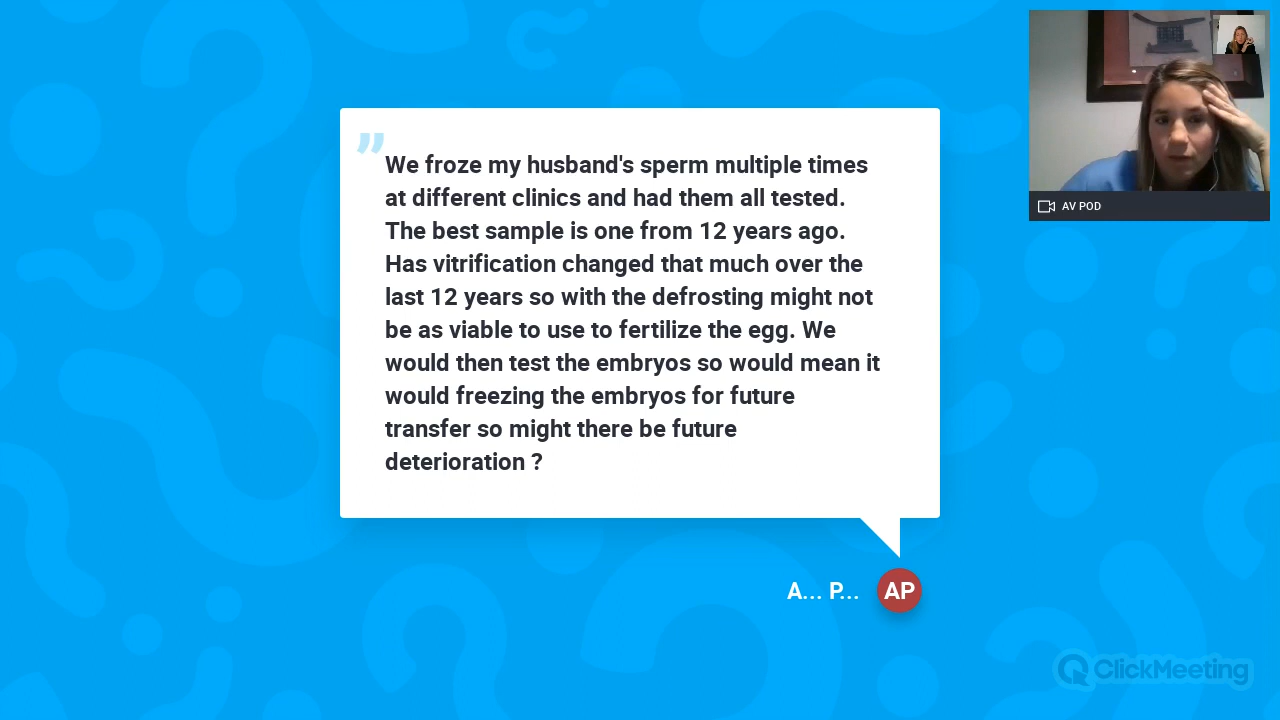 ”
We froze my husband's sperm multiple times
at different clinics and had them all tested.
The best sample is one from 12 years ago.
Has vitrification changed that much over the
last 12 years so with the defrosting might not
be as viable to use to fertilize the egg. We
would then test the embryos so would mean it
would freezing the embryos for future
transfer so might there be future
deterioration ?
A... P...
AP
AV POD
ClickMeeting